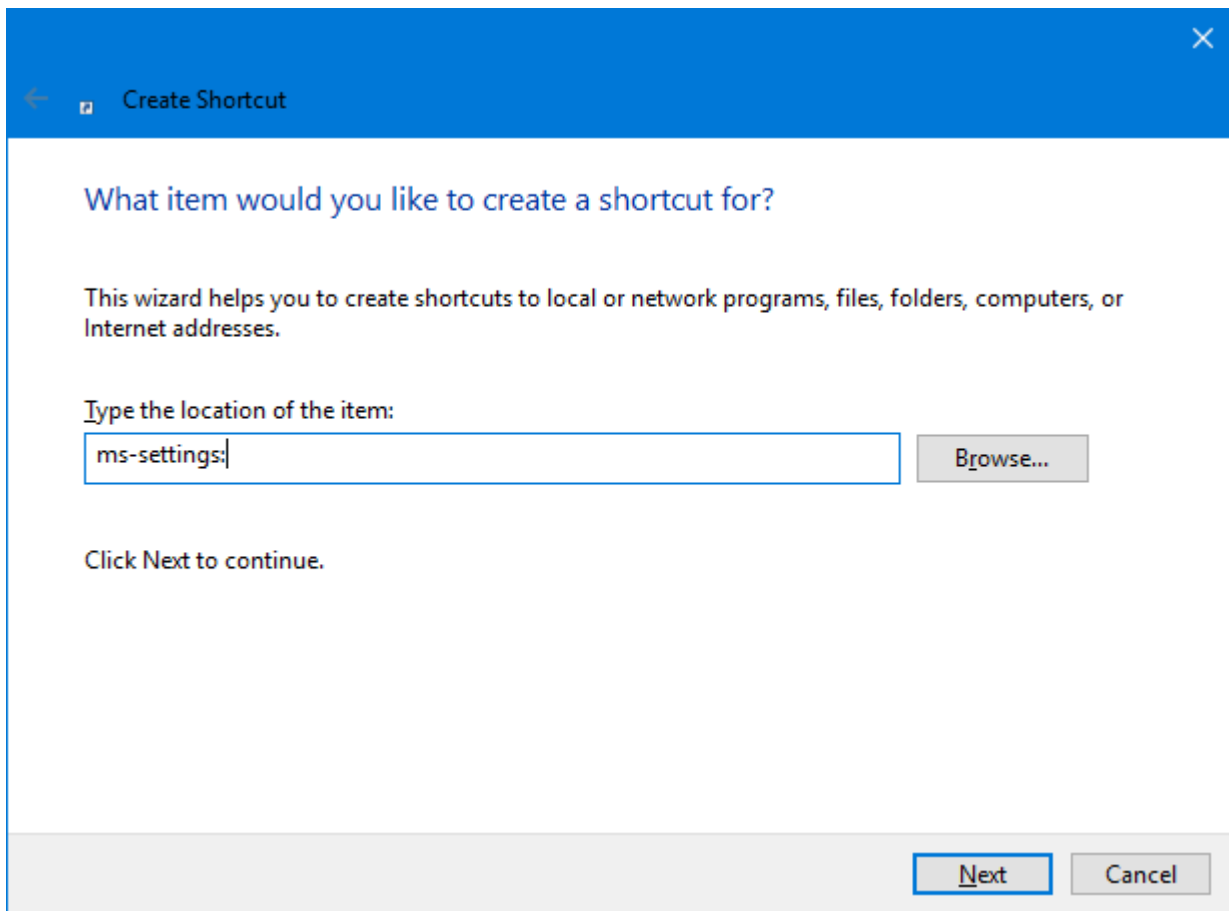 Create Shortcut
What item would you like to create a shortcut for?
This wizard helps you to create shortcuts to local or network programs, files, folders, computers, or
Internet addresses.
Type the location of the item:
ms-settings:
Browse...
Click Next to continue.
Next
Cancel